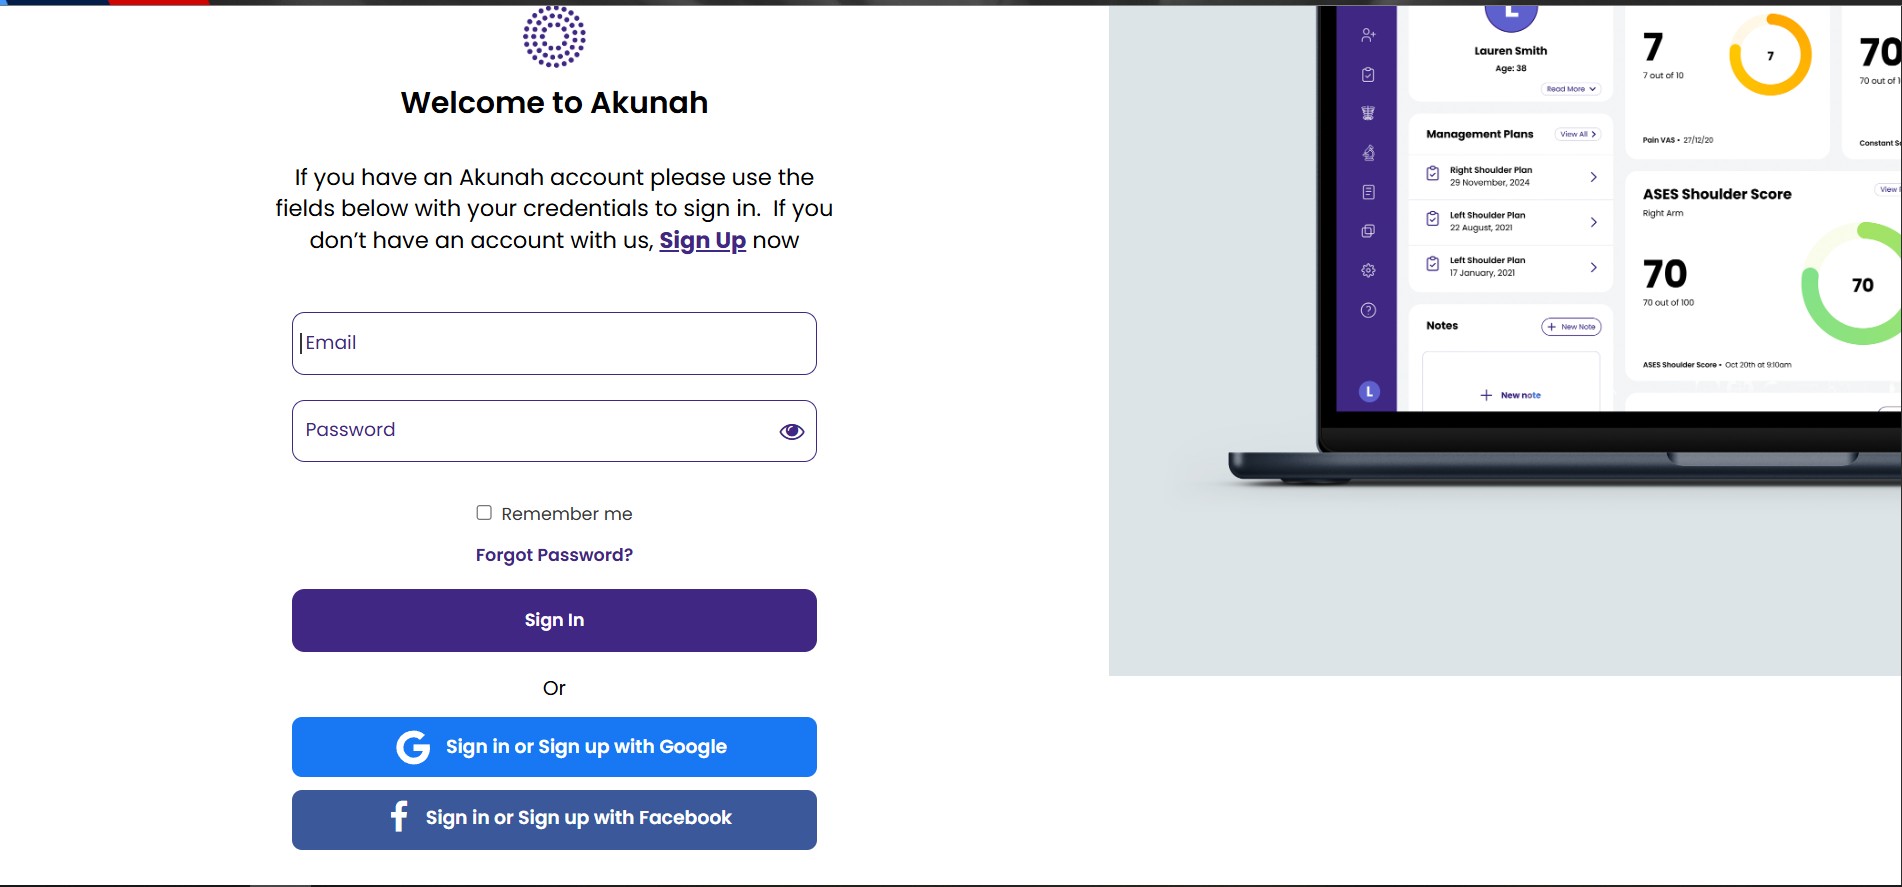 Welcome to Akunah
If you have an Akunah account please use the
fields below with your credentials to sign in.  If you
don’t have an account with us, Sign Up now
Email
Password
Remember me
Forgot Password?
Sign In
Or
Sign in or Sign up with Google
Sign in or Sign up with Facebook
L
Lauren Smith
Age: 38
Read More
Management Plans
View All
Right Shoulder Plan
29 November, 2024
Left Shoulder Plan
22 August, 2021
Left Shoulder Plan
17 January, 2021
Notes
New Note
New note
L
7
7 out of 10
7
Pain VAS • 27/12/20
70
70 out of
Constant
ASES Shoulder Score
View
Right Arm
70
70 out of 100
70
ASES Shoulder Score • Oct 20th at 9:10am